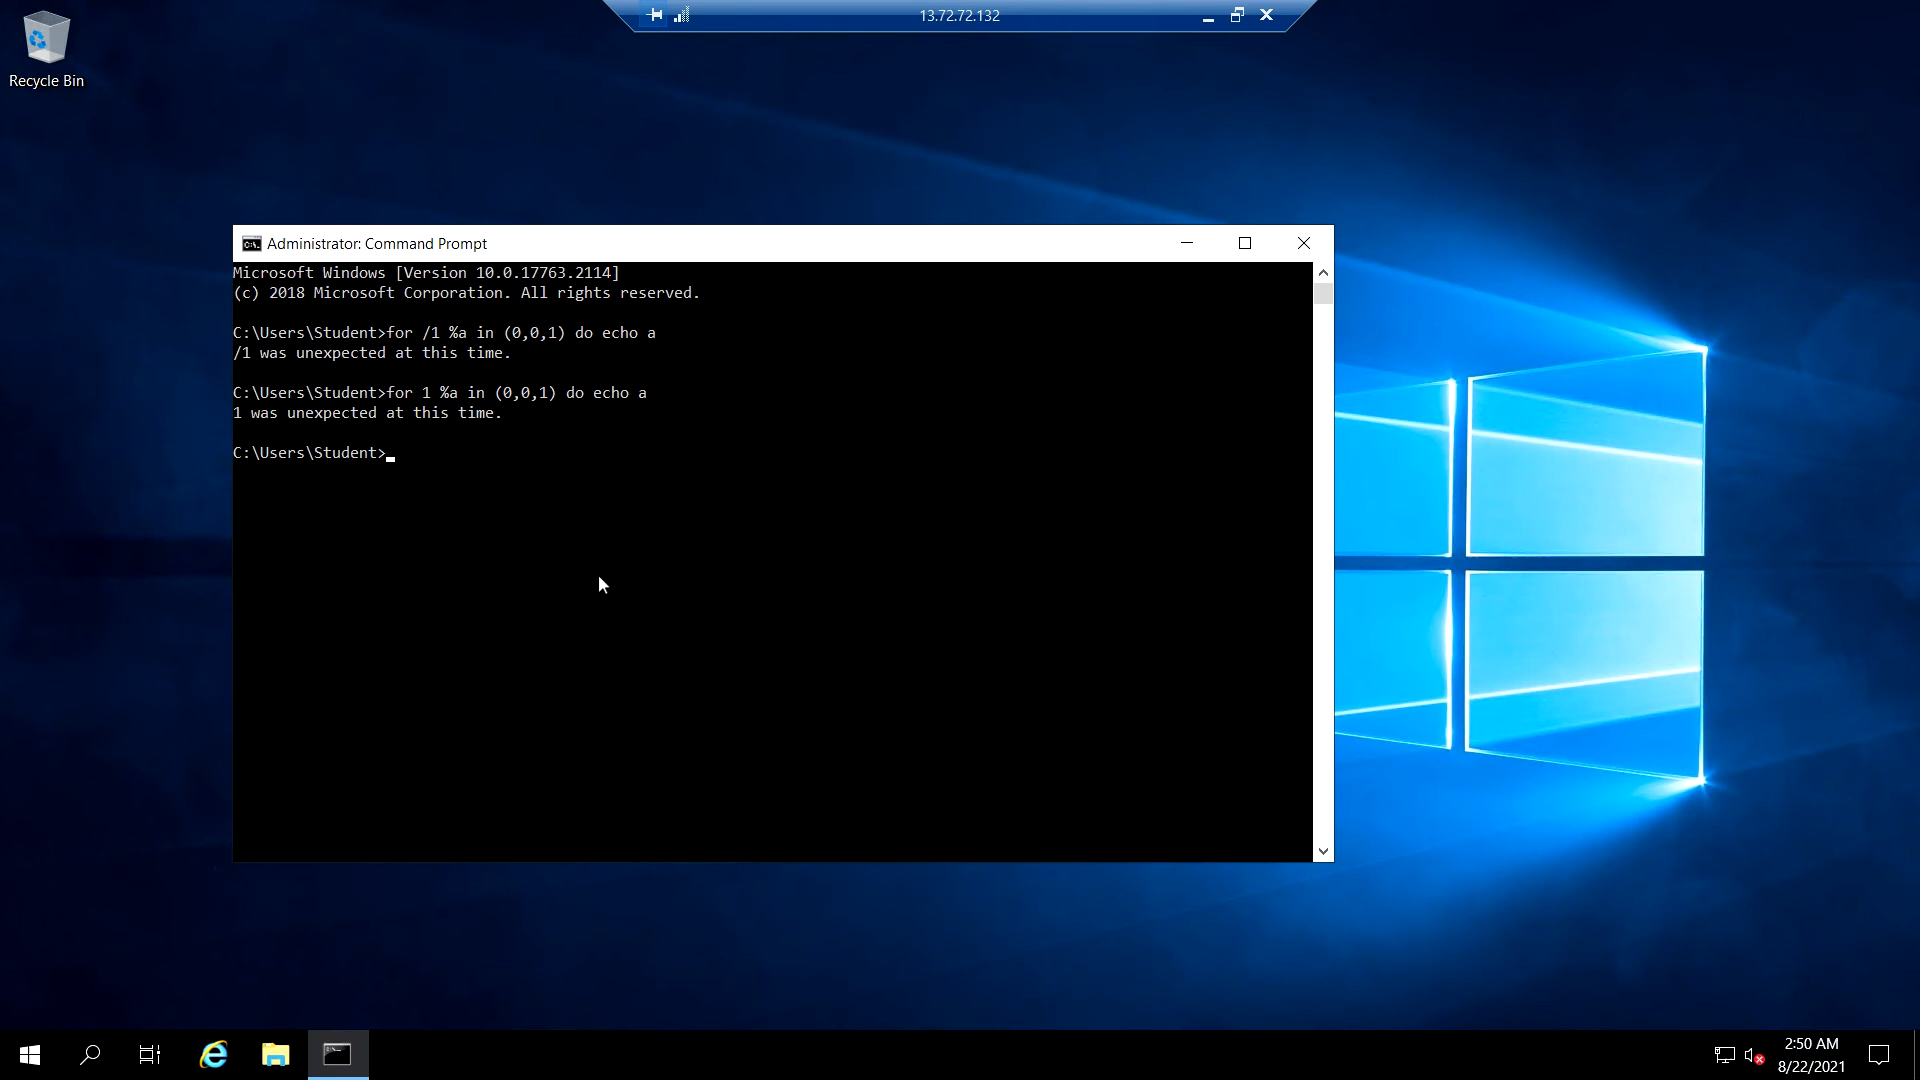 13.72.72.132
Recycle Bin
Administrator: Command Prompt
Microsoft Windows [Version 10.0.17763.2114]
(c) 2018 Microsoft Corporation. All rights reserved.
C:\Users\Student>for /1 %a in (0,0,1) do echo a
/1 was unexpected at this time.
C:\Users\Student>for 1 %a in (0,0,1) do echo a
1 was unexpected at this time.
C:\Users\Student>
2:50 AM
8/22/2021